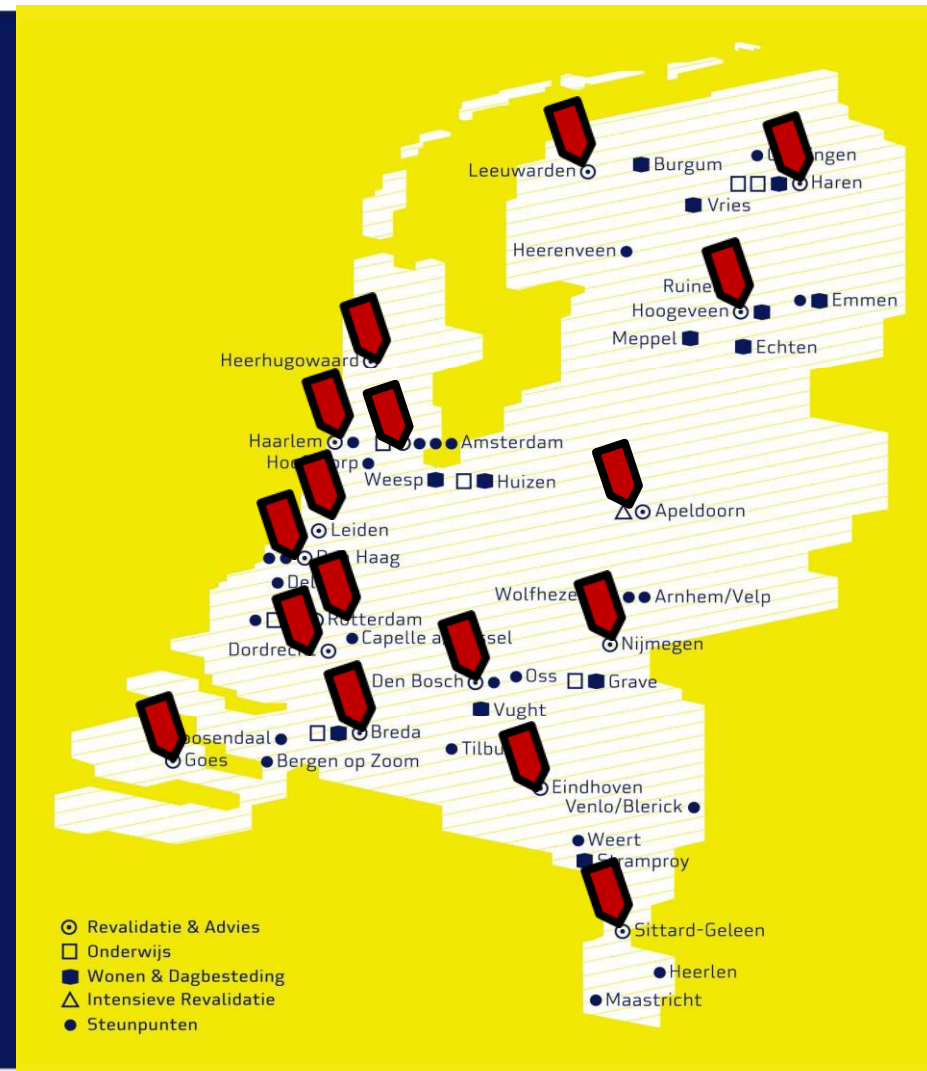 Leeuwarden
Burgum
Haren
Vries
Heerenveen
Hoogeveen
Emmen
Meppel
Echten
Heerhugowaard
Haarlem
Amsterdam
Weesp
Huizen
Leiden
Haag
Apeldoorn
Wolfheze
Arnhem/Velp
Rotterdam
Capelle
Nijmegen
Den Bosch
Oss
Grave
Vught
Breda
Goes
Bergen op Zoom
Eindhoven
Venlo/Blerick
Weert
Sittard-Geleen
Heerlen
Maastricht
Revalidatie & Advies
Onderwijs
Wonen & Dagbesteding
Intensieve Revalidatie
Steunpunten